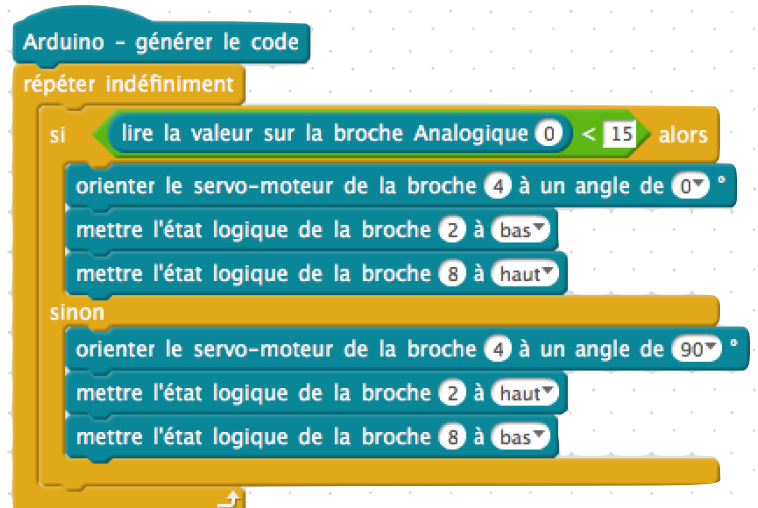 Arduino - générer le code
répéter indéfiniment
si lire la valeur sur la broche Analogique 0 < 15 alors
orienter le servo-moteur de la broche 4 à un angle de 0 °
mettre l'état logique de la broche 2 à bas
mettre l'état logique de la broche 8 à haut
sinon
orienter le servo-moteur de la broche 4 à un angle de 90 °
mettre l'état logique de la broche 2 à haut
mettre l'état logique de la broche 8 à bas